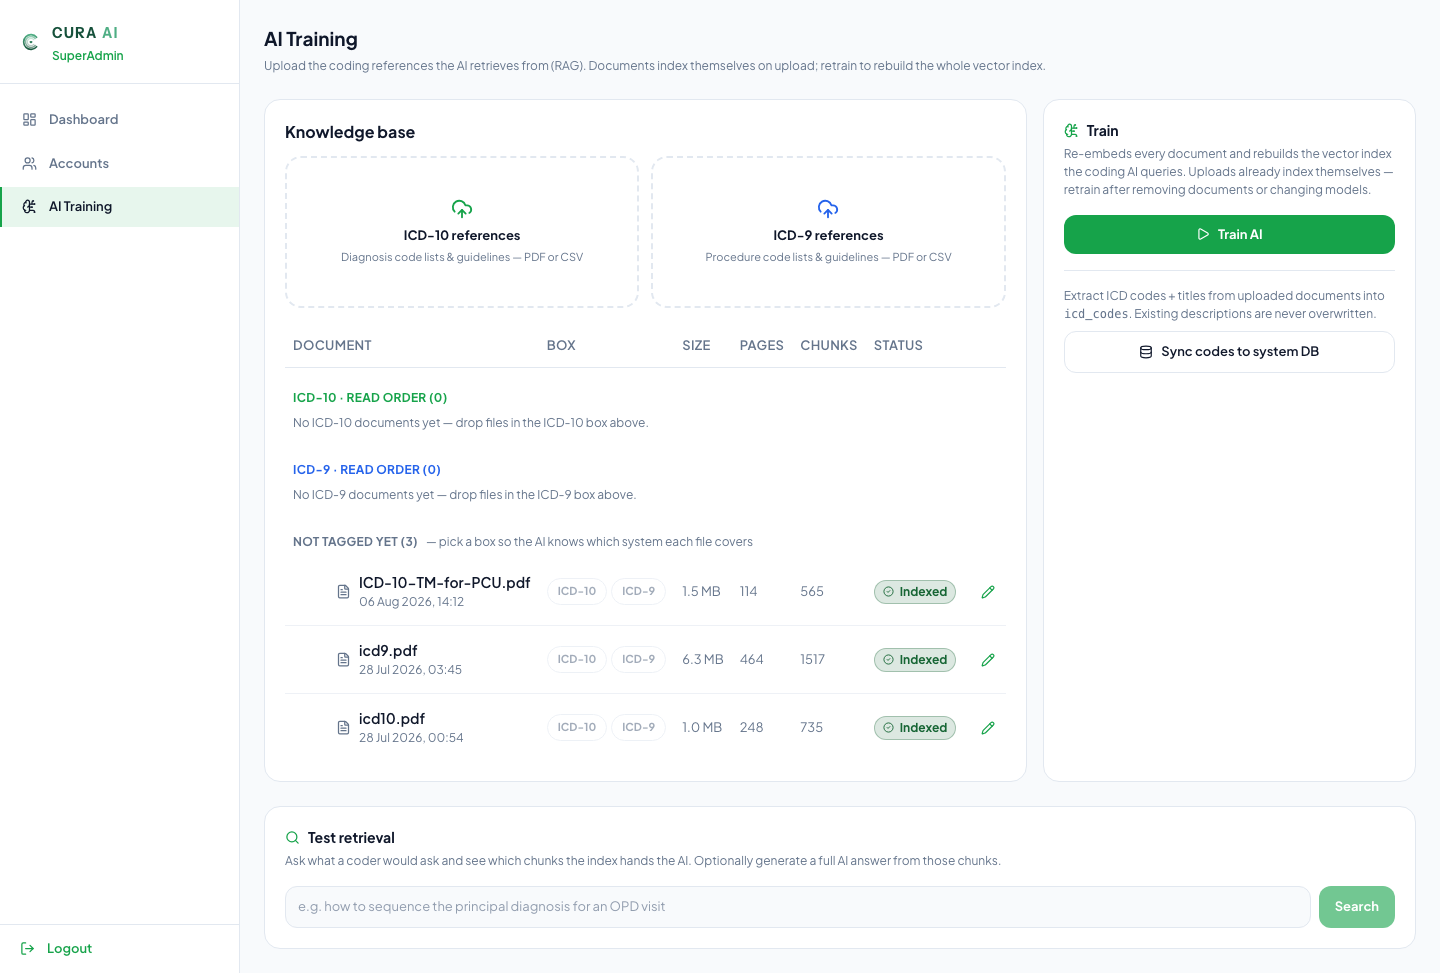 CURA AI
SuperAdmin
Dashboard
Accounts
AI Training
Logout
AI Training
Upload the coding references the AI retrieves from (RAG). Documents index themselves on upload; retrain to rebuild the whole vector index.
Knowledge base
ICD-10 references
Diagnosis code lists & guidelines — PDF or CSV
ICD-9 references
Procedure code lists & guidelines — PDF or CSV
DOCUMENT BOX SIZE PAGES CHUNKS STATUS
ICD-10 · READ ORDER (0)
No ICD-10 documents yet — drop files in the ICD-10 box above.
ICD-9 · READ ORDER (0)
No ICD-9 documents yet — drop files in the ICD-9 box above.
NOT TAGGED YET (3) — pick a box so the AI knows which system each file covers
ICD-10-TM-for-PCU.pdf ICD-10 ICD-9 1.5 MB 114 565 Indexed
06 Aug 2026, 14:12
icd9.pdf ICD-10 ICD-9 6.3 MB 464 1517 Indexed
28 Jul 2026, 03:45
icd10.pdf ICD-10 ICD-9 1.0 MB 248 735 Indexed
28 Jul 2026, 00:54
Train
Re-embeds every document and rebuilds the vector index
the coding AI queries. Uploads already index themselves —
retrain after removing documents or changing models.
Train AI
Extract ICD codes + titles from uploaded documents into
icd_codes. Existing descriptions are never overwritten.
Sync codes to system DB
Test retrieval
Ask what a coder would ask and see which chunks the index hands the AI. Optionally generate a full AI answer from those chunks.
e.g. how to sequence the principal diagnosis for an OPD visit
Search